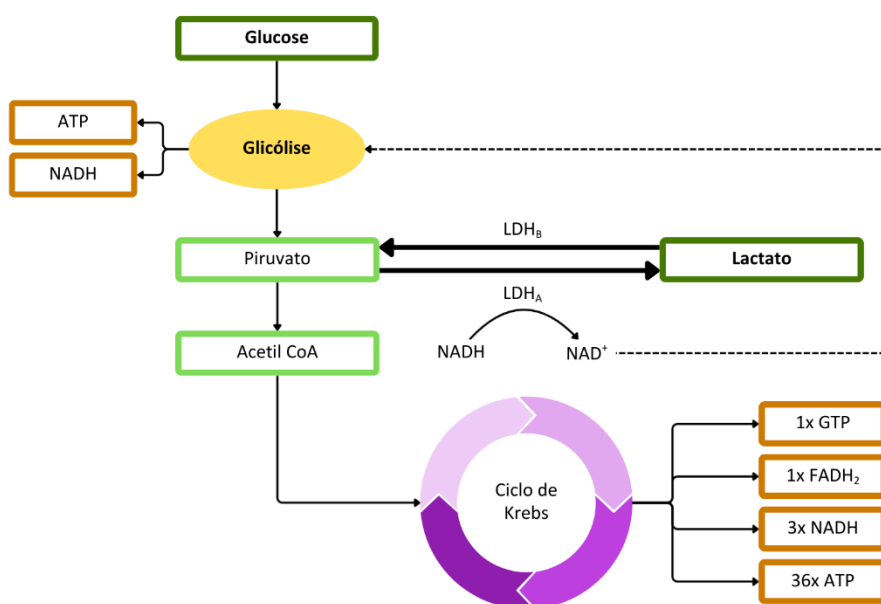 Glucose
ATP
Glicólise
NADH
LDH_B
Piruvato
Lactato
LDH_A
Acetil CoA
NADH
NAD⁺
1x GTP
1x FADH₂
Ciclo de
Krebs
3x NADH
36x ATP